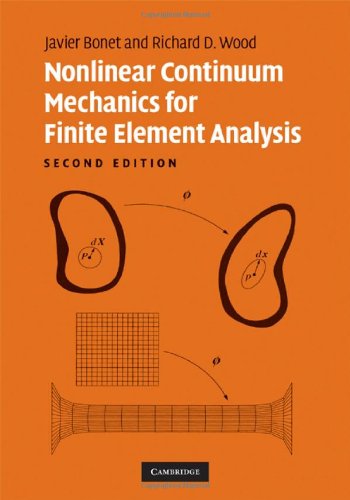 Javier Bonet and Richard D. Wood
Nonlinear Continuum
Mechanics for
Finite Element Analysis
SECOND EDITION
ϕ
dX
P
dx
p
ϕ
CAMBRIDGE